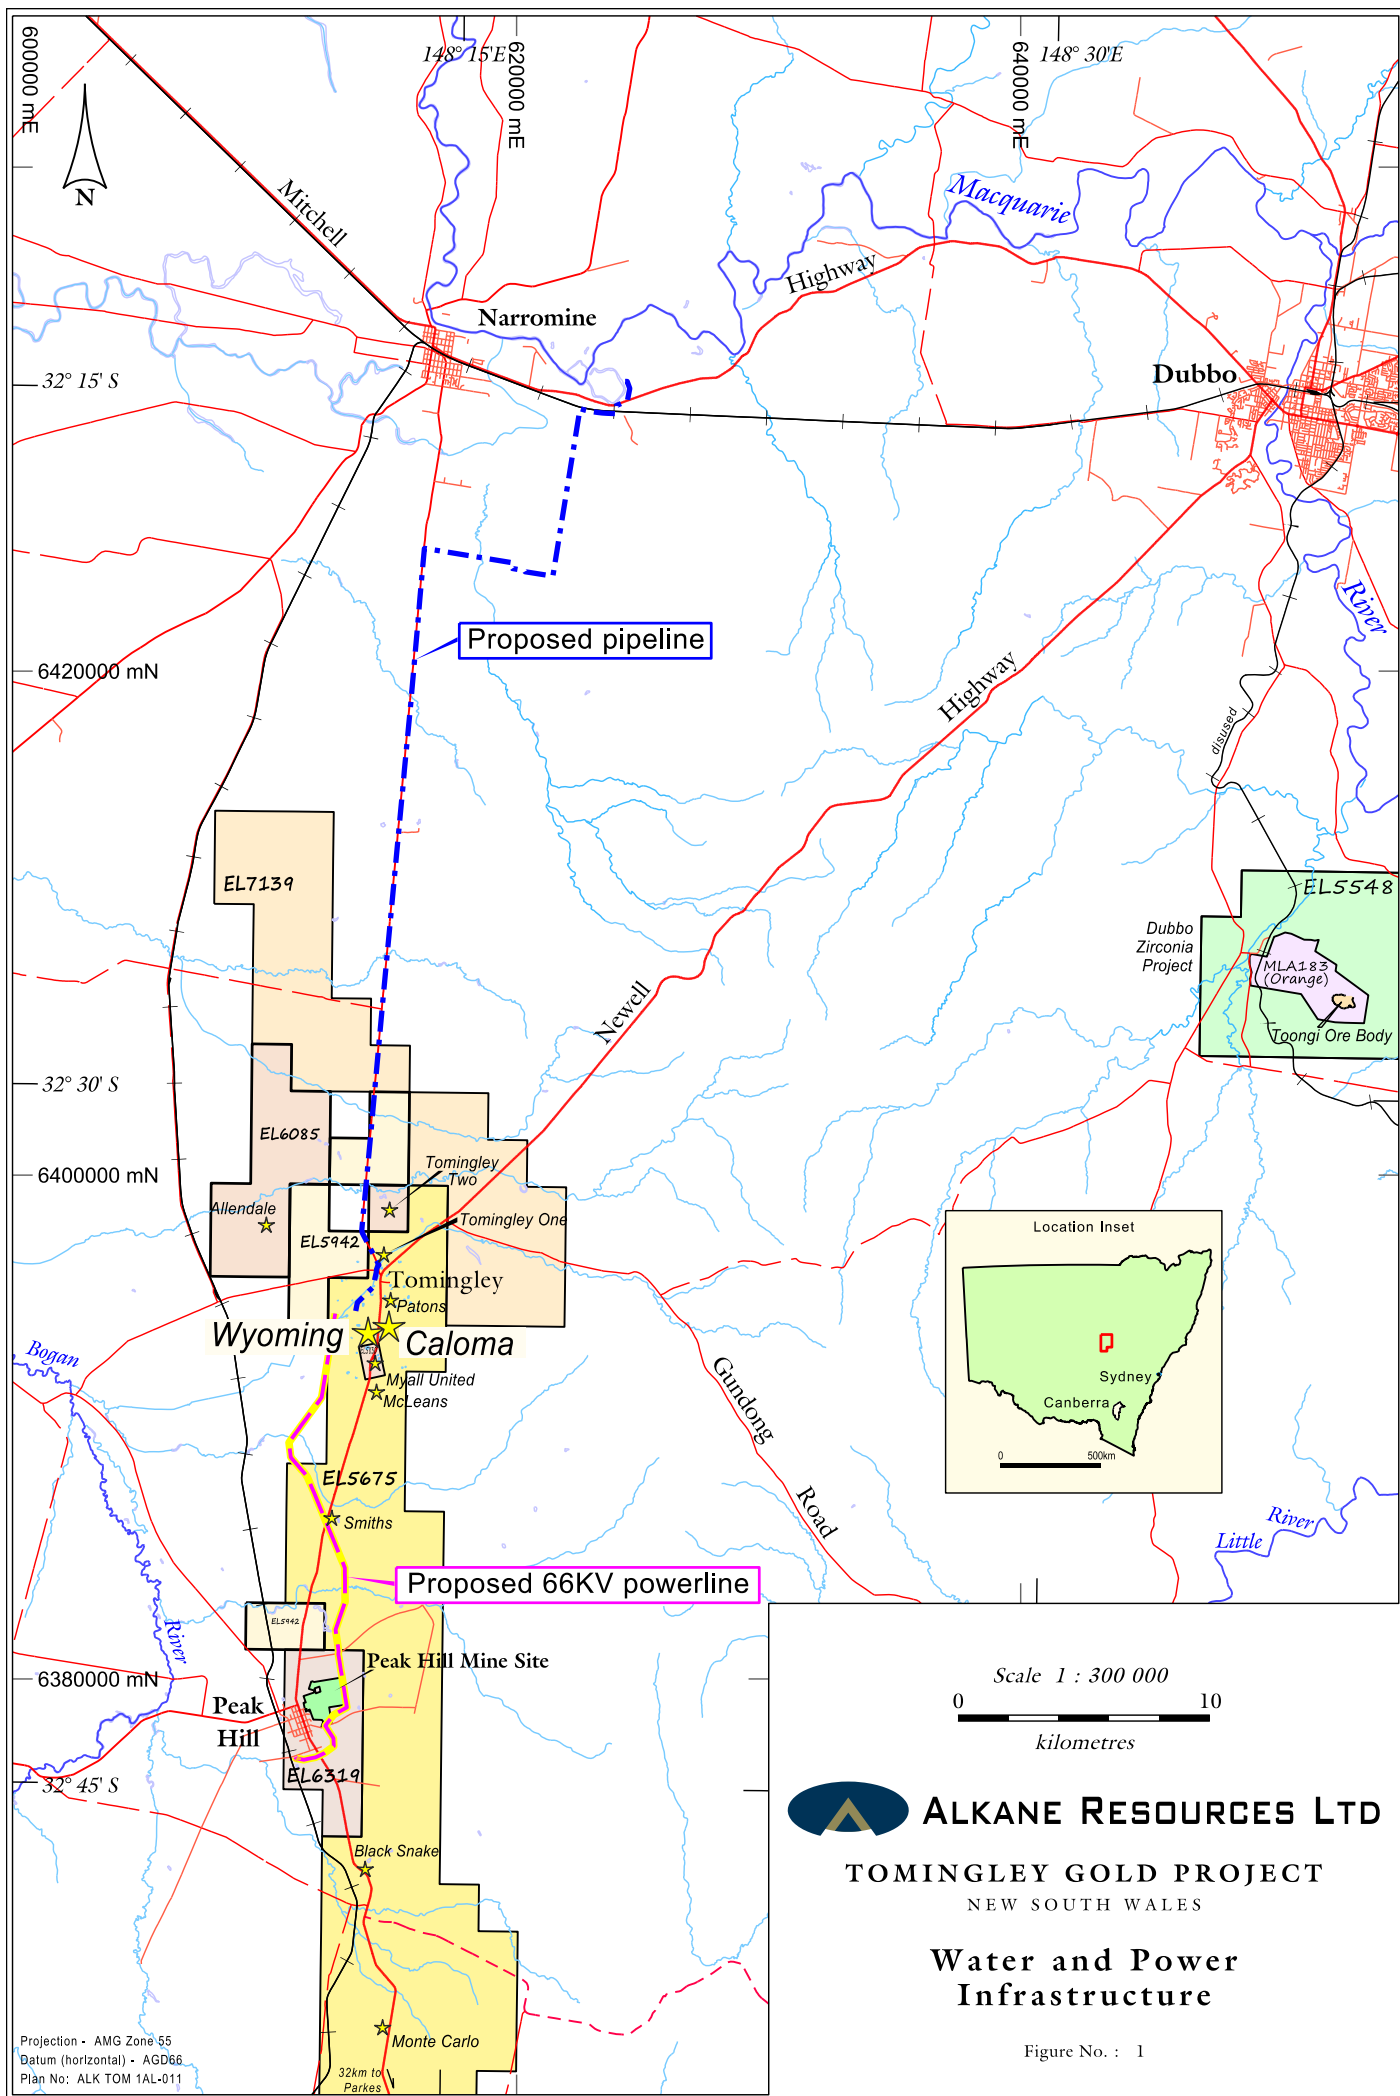 6000000 mE
148° 15'E
620000 mE
640000 mE
148° 30'E
N
Mitchell
Macquarie
Highway
Narromine
32° 15' S
Dubbo
River
Proposed pipeline
6420000 mN
Highway
disused
EL7139
EL5548
Dubbo
Zirconia
Project
MLA183
(Orange)
Toongi Ore Body
Newell
32° 30' S
EL6085
6400000 mN
Tomingley
Two
Allendale
Tomingley One
EL5942
Tomingley
Patons
Wyoming
Caloma
Location Inset
Sydney
Canberra
0
500km
Bogan
Myall United
McLeans
Gundong
Road
EL5675
Smiths
River
Little
Proposed 66KV powerline
EL5942
River
Peak Hill Mine Site
6380000 mN
Peak
Hill
EL6319
32° 45' S
Black Snake
Monte Carlo
32km to
Parkes
Scale 1 : 300 000
0
10
kilometres
ALKANE RESOURCES LTD
TOMINGLEY GOLD PROJECT
NEW SOUTH WALES
Water and Power
Infrastructure
Figure No. : 1
Projection - AMG Zone 55
Datum (horizontal) - AGD66
Plan No: ALK TOM 1AL-011